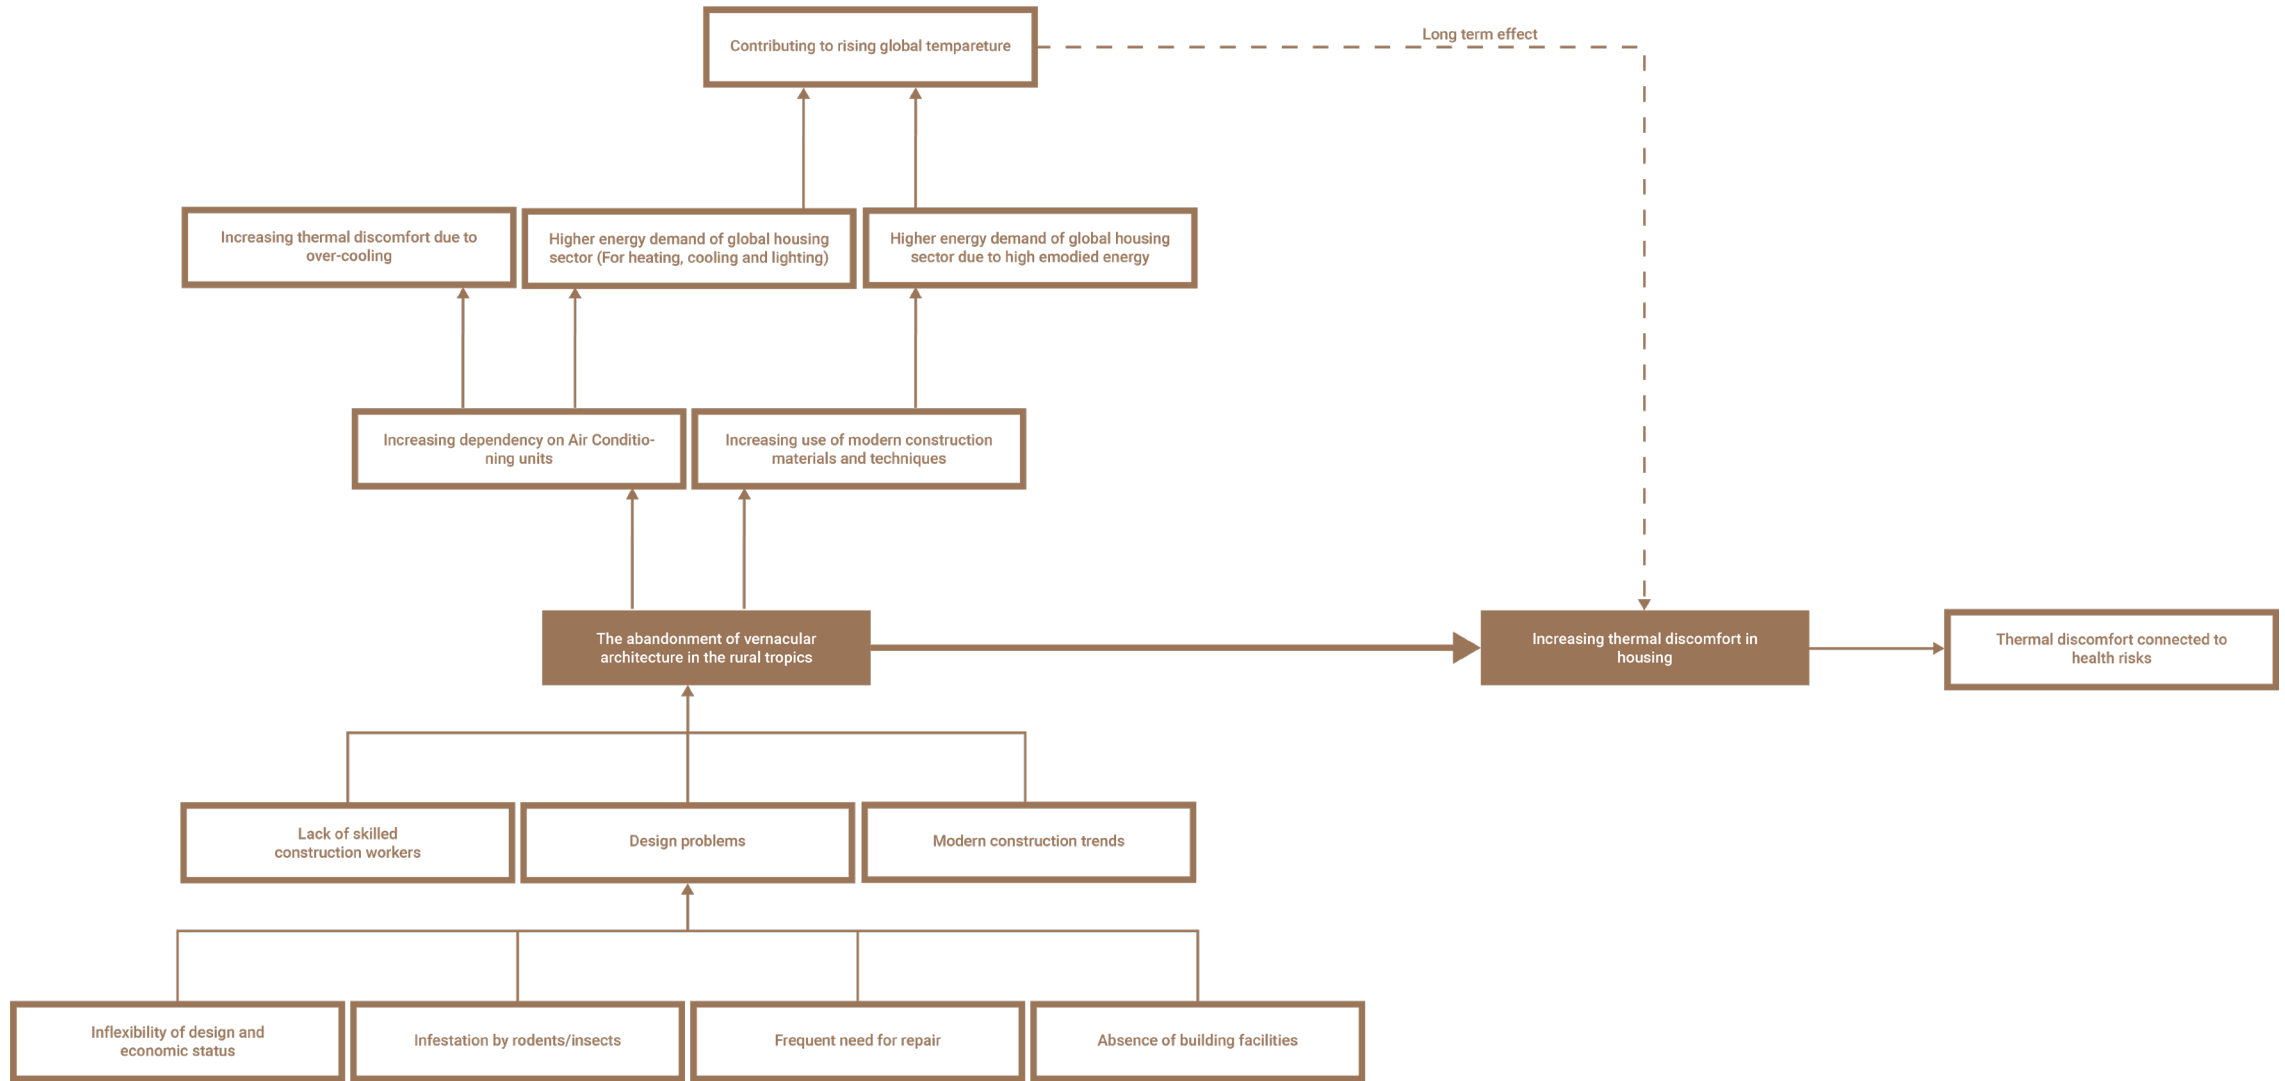 Contributing to rising global tempareture
Long term effect
Increasing thermal discomfort due to
over-cooling
Higher energy demand of global housing
sector (For heating, cooling and lighting)
Higher energy demand of global housing
sector due to high emodied energy
Increasing dependency on Air Conditio-
ning units
Increasing use of modern construction
materials and techniques
The abandonment of vernacular
architecture in the rural tropics
Increasing thermal discomfort in
housing
Thermal discomfort connected to
health risks
Lack of skilled
construction workers
Design problems
Modern construction trends
Inflexibility of design and
economic status
Infestation by rodents/insects
Frequent need for repair
Absence of building facilities